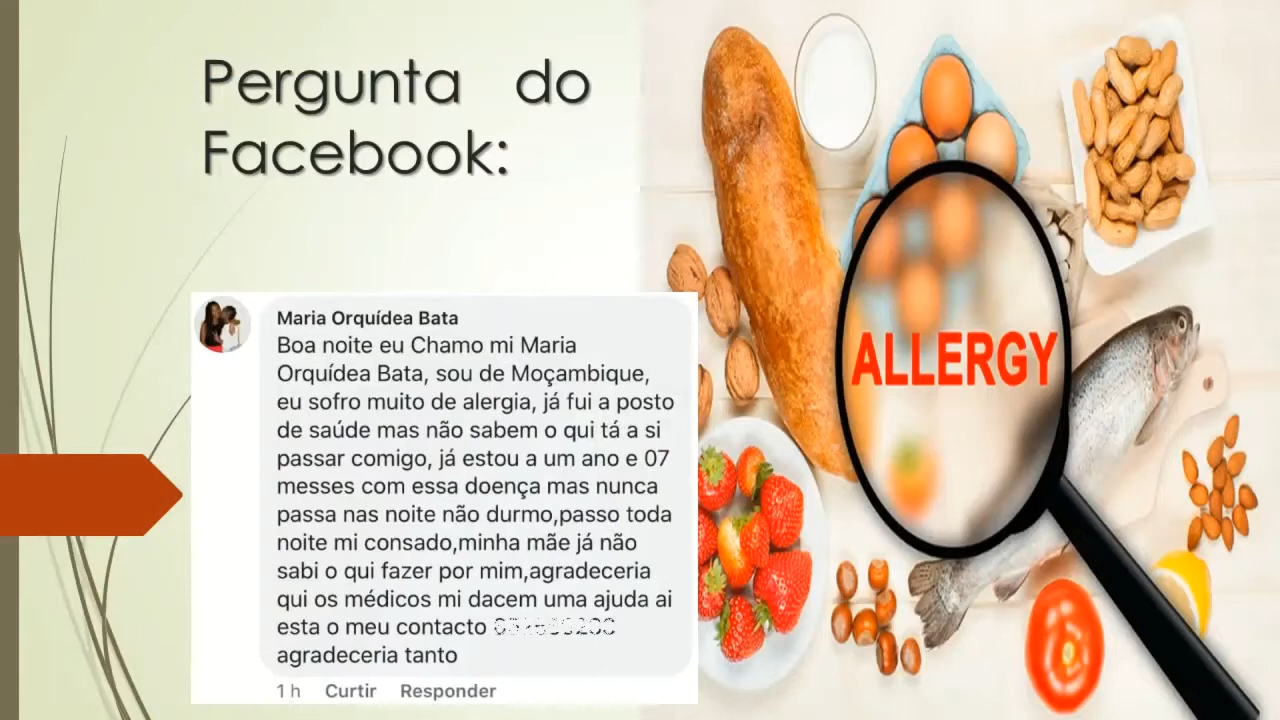 Pergunta do
Facebook:
Maria Orquídea Bata
Boa noite eu Chamo mi Maria
Orquídea Bata, sou de Moçambique,
eu sofro muito de alergia, já fui a posto
de saúde mas não sabem o qui tá a si
passar comigo, já estou a um ano e 07
messes com essa doença mas nunca
passa nas noite não durmo,passo toda
noite mi consado,minha mãe já não
sabi o qui fazer por mim,agradeceria
qui os médicos mi dacem uma ajuda ai
esta o meu contacto
agradeceria tanto
1 h Curtir Responder
ALLERGY